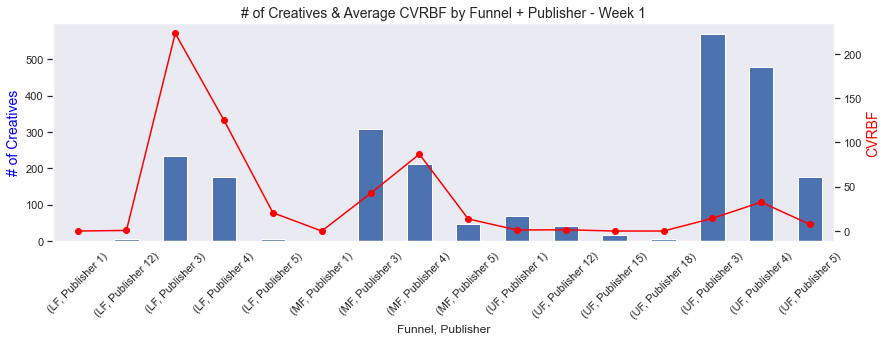 # of Creatives & Average CVRBF by Funnel + Publisher - Week 1
# of Creatives
500
400
300
200
100
0
200
150
100
50
0
CVRBF
(LF, Publisher 1)
(LF, Publisher 12)
(LF, Publisher 3)
(LF, Publisher 4)
(LF, Publisher 5)
(MF, Publisher 1)
(MF, Publisher 3)
(MF, Publisher 4)
(MF, Publisher 5)
(UF, Publisher 1)
(UF, Publisher 12)
(UF, Publisher 15)
(UF, Publisher 18)
(UF, Publisher 3)
(UF, Publisher 4)
(UF, Publisher 5)
Funnel, Publisher